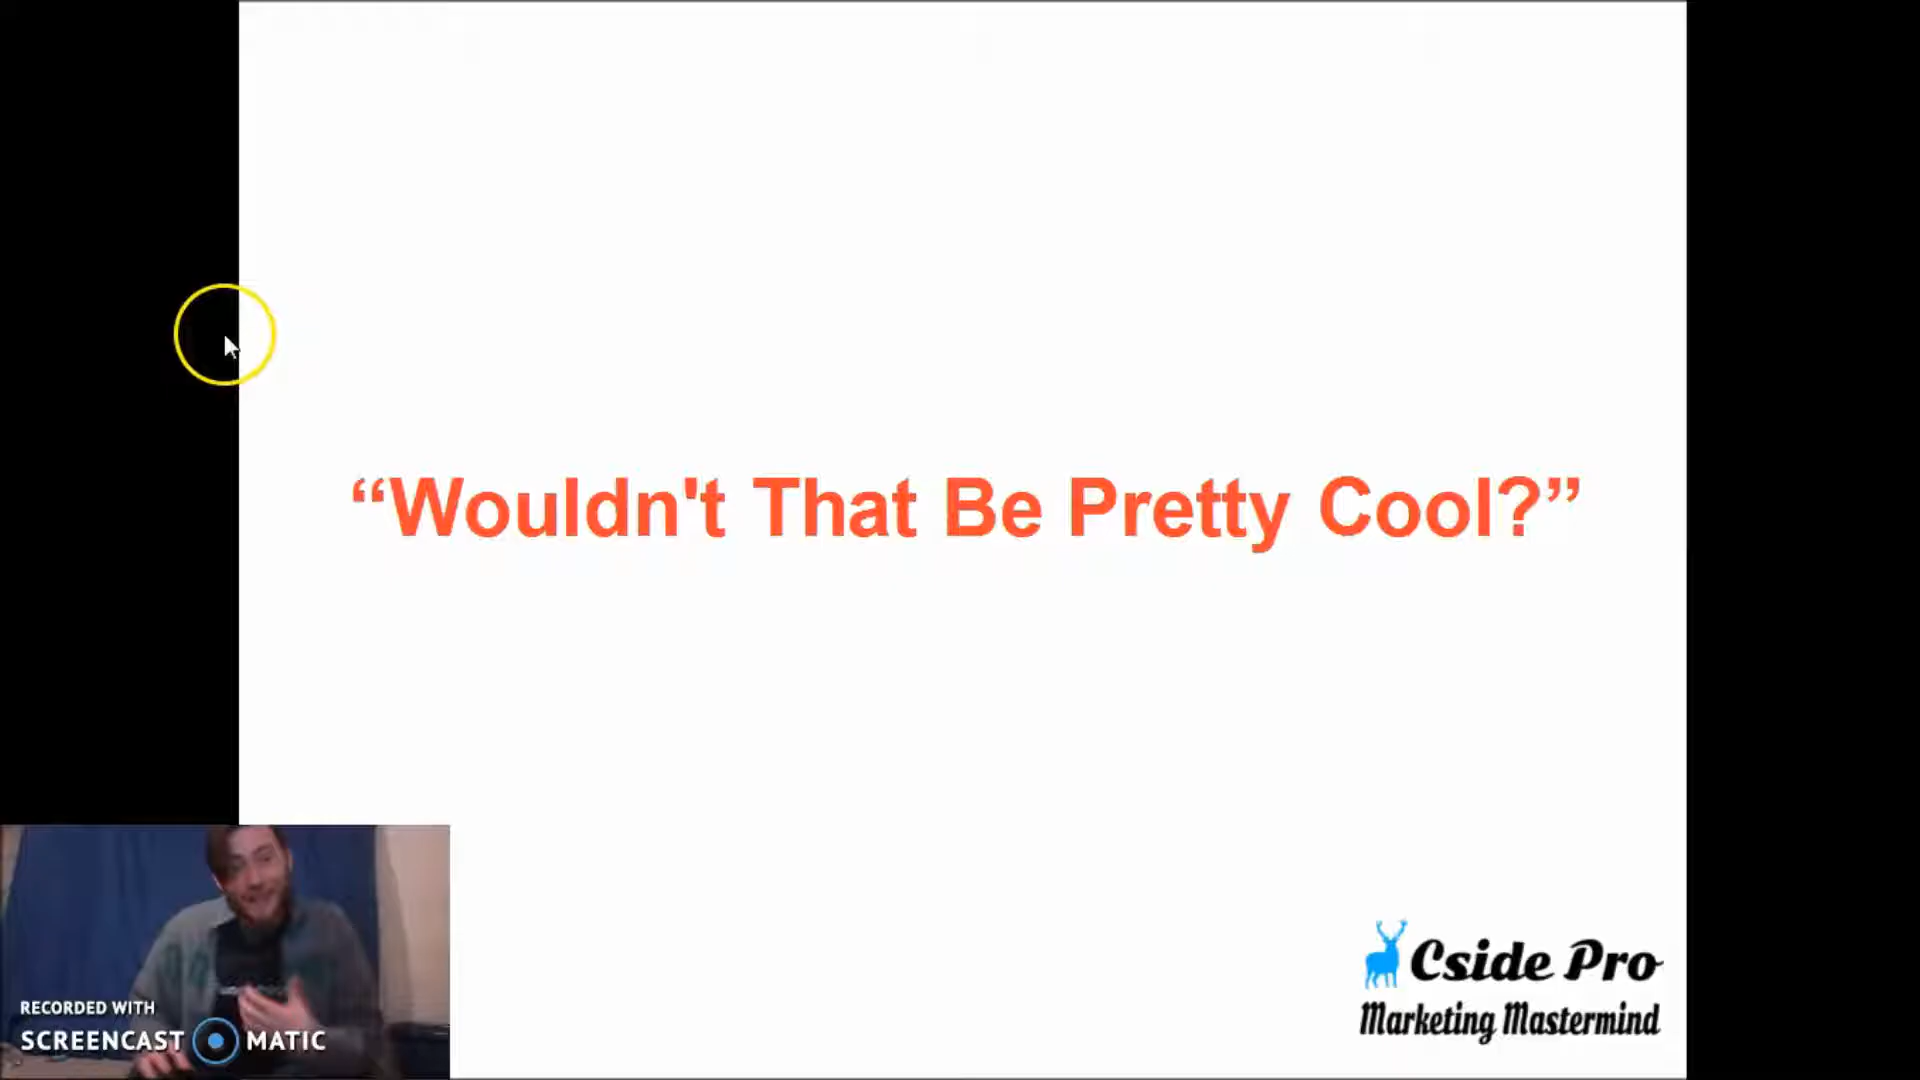 “Wouldn't That Be Pretty Cool?”
Cside Pro
Marketing Mastermind
RECORDED WITH
SCREENCAST MATIC